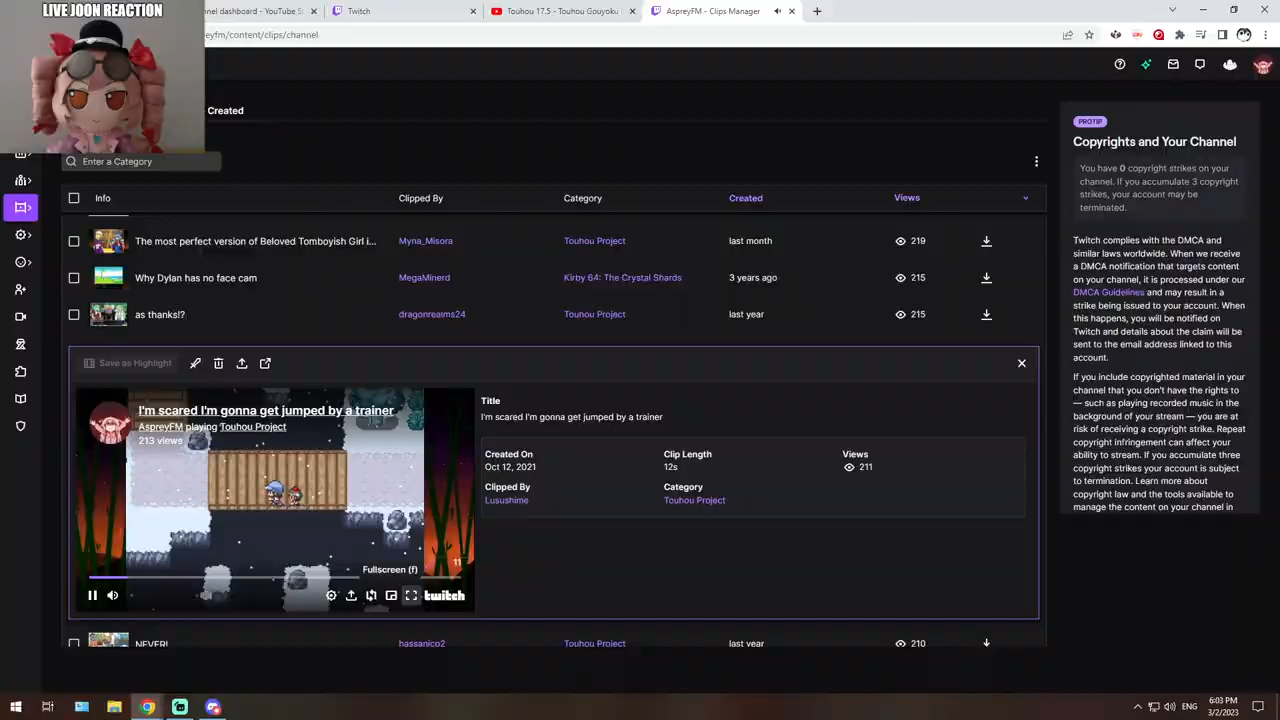 LIVE JOON REACTION
nnel dashboard - YouTube S
Twitch
Touhou 17.5 - Touhou Gouyoku
AspreyFM - Clips Manager
eyfm/content/clips/channel
Created
Enter a Category
Info
Clipped By
Category
Created
Views
The most perfect version of Beloved Tomboyish Girl i...
Myna_Misora
Touhou Project
last month
219
Why Dylan has no face cam
MegaMinerd
Kirby 64: The Crystal Shards
3 years ago
215
as thanks!?
dragonrealms24
Touhou Project
last year
215
Save as Highlight
I'm scared I'm gonna get jumped by a trainer
AspreyFM playing Touhou Project
213 views
11
Fullscreen (f)
twitch
Title
I'm scared I'm gonna get jumped by a trainer
Created On
Clip Length
Views
Oct 12, 2021
12s
211
Clipped By
Category
Lusushime
Touhou Project
NEVER!
hassanico2
Touhou Project
last year
210
PROTIP
Copyrights and Your Channel
You have 0 copyright strikes on your
channel. If you accumulate 3 copyright
strikes, your account may be
terminated.
Twitch complies with the DMCA and
similar laws worldwide. When we
receive a DMCA notification that targets content
on your channel, it is processed under our
DMCA Guidelines and may result in a
strike being issued to your account. When
this happens, you will be notified on
Twitch and details about the claim will be
sent to the email address linked to this
account.
If you include copyrighted material in your
channel that you don't have the rights to
— such as playing recorded music in the
background of your stream — you are at
risk of receiving a copyright strike. Repeat
copyright infringement can affect your
ability to stream. If you accumulate three
copyright strikes your account is subject
to termination. Learn more about
copyright law and the tools available to
manage the content on your channel in
ENG
6:03 PM
3/2/2023